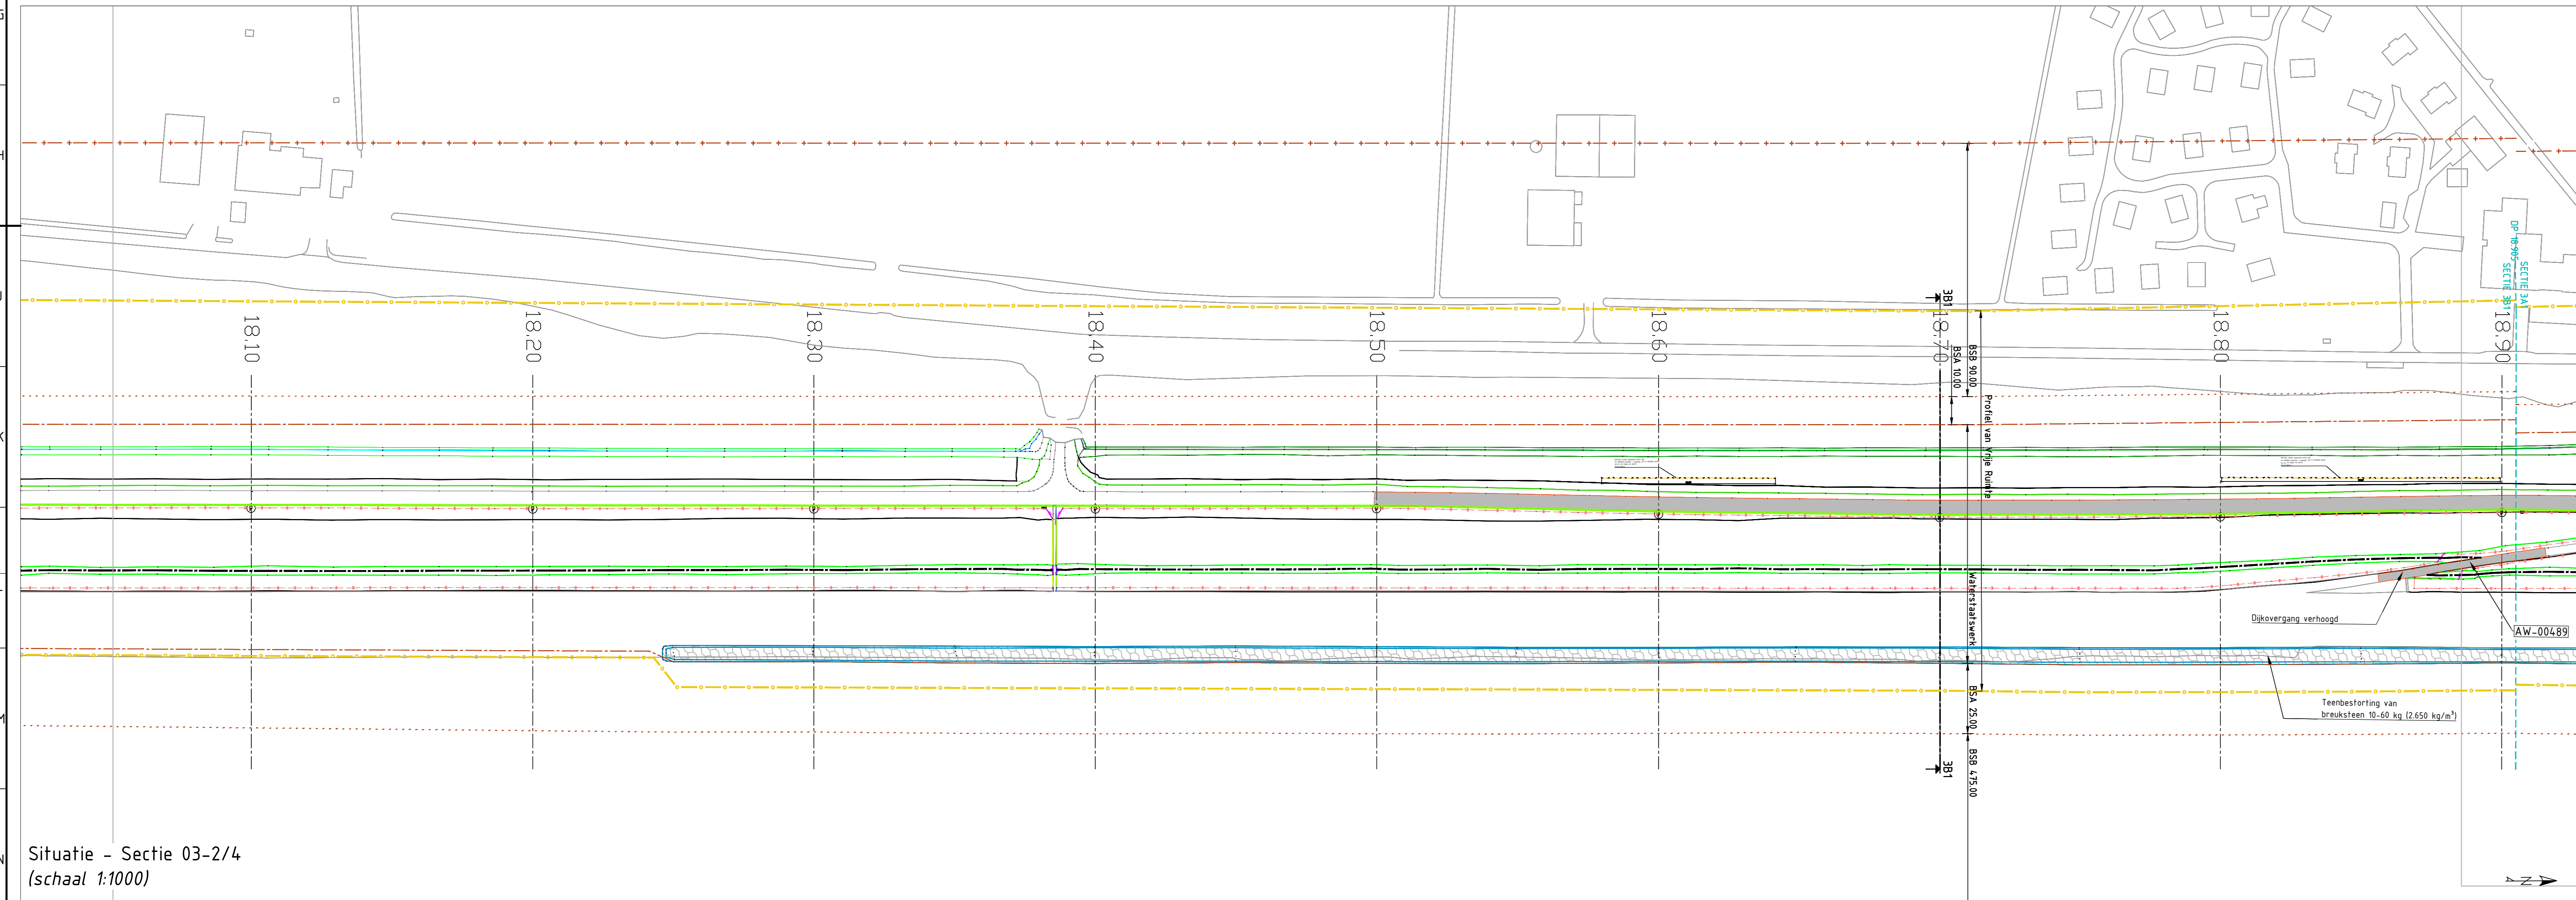 G
H
J
K
L
M
N
18.10
18.20
18.30
18.40
18.50
18.60
18.70
18.80
18.90
3B1
BSB 90.00
BSA 10.00
Profiel van Vrije Ruimte
Waterstaatswerk
BSA 25.00
BSB 475.00
3B1
DP 18.905
SECTIE 3B1
SECTIE 3A1
Dijkovergang verhoogd
AW-00489
Teenbestorting van
breuksteen 10-60 kg (2.650 kg/m³)
Situatie - Sectie 03-2/4
(schaal 1:1000)
N